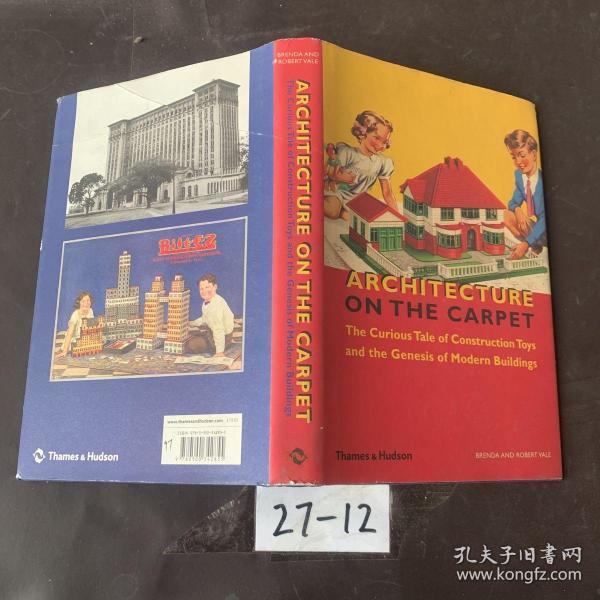 Bilt-EZ
www.thamesandhudson.com
97
Thames & Hudson
BRENDA AND
ROBERT VALE
ARCHITECTURE ON THE CARPET
The Curious Tale of Construction Toys and the Genesis of Modern Buildings
ARCHITECTURE
ON THE CARPET
The Curious Tale of Construction Toys
and the Genesis of Modern Buildings
Thames & Hudson
BRENDA AND ROBERT VALE
27-12
孔夫子旧书网
www.kongfz.com